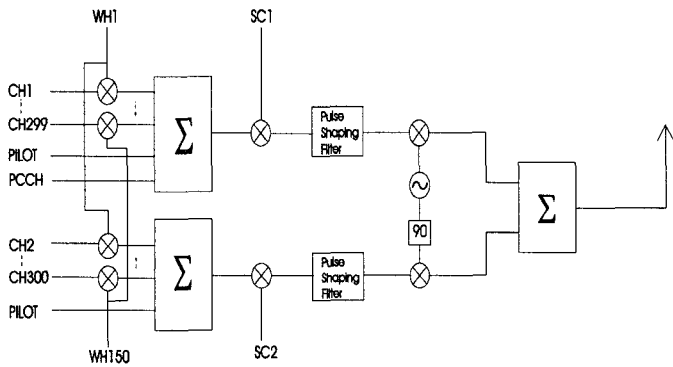 WH1
SC1
CH1
CH299
PILOT
PCCH
Σ
Pulse
Shaping
Filter
90
Σ
CH2
CH300
PILOT
Σ
Pulse
Shaping
Filter
WH150
SC2